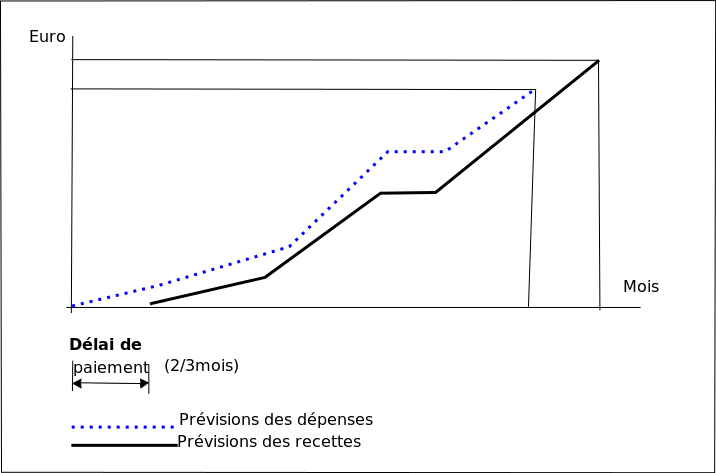 Euro
Mois
Délai de
paiement (2/3mois)
Prévisions des dépenses
Prévisions des recettes